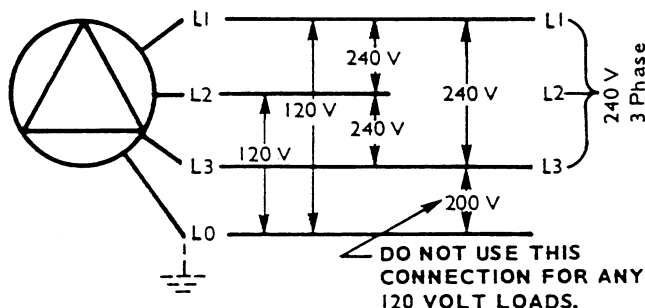 L1 L1
240 V
L2 120 V 240 V L2
240 V
3 Phase
120 V 240 V
L3 L3
200 V
L0
DO NOT USE THIS
CONNECTION FOR ANY
120 VOLT LOADS.